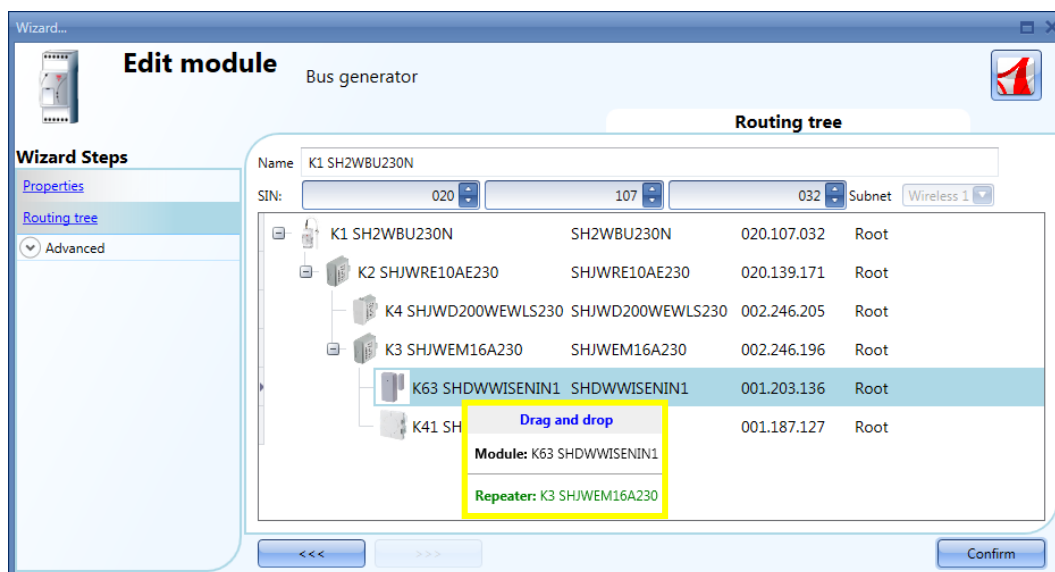 Wizard...
Edit module
Bus generator
Routing tree
Wizard Steps
Properties
Routing tree
Advanced
Name K1 SH2WBU230N
SIN: 020 107 032 Subnet Wireless 1
K1 SH2WBU230N SH2WBU230N 020.107.032 Root
K2 SHJWRE10AE230 SHJWRE10AE230 020.139.171 Root
K4 SHJWD200WEWLS230 SHJWD200WEWLS230 002.246.205 Root
K3 SHJWEM16A230 SHJWEM16A230 002.246.196 Root
K63 SHDWWISENIN1 SHDWWISENIN1 001.203.136 Root
K41 SH 001.187.127 Root
Drag and drop
Module: K63 SHDWWISENIN1
Repeater: K3 SHJWEM16A230
<<< >>> Confirm